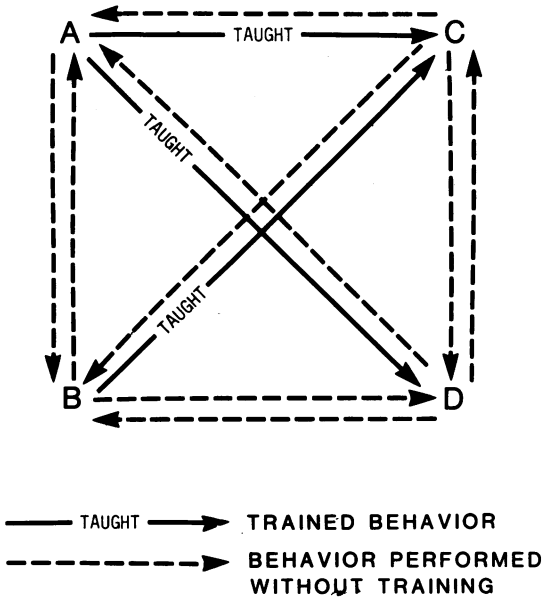 A TAUGHT C
TAUGHT
TAUGHT
B D
TAUGHT TRAINED BEHAVIOR
BEHAVIOR PERFORMED
WITHOUT TRAINING